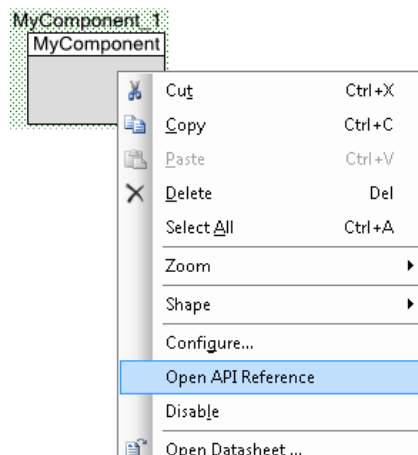 MyComponent_1
MyComponent
Cut Ctrl+X
Copy Ctrl+C
Paste Ctrl+V
Delete Del
Select All Ctrl+A
Zoom
Shape
Configure...
Open API Reference
Disable
Open Datasheet ...